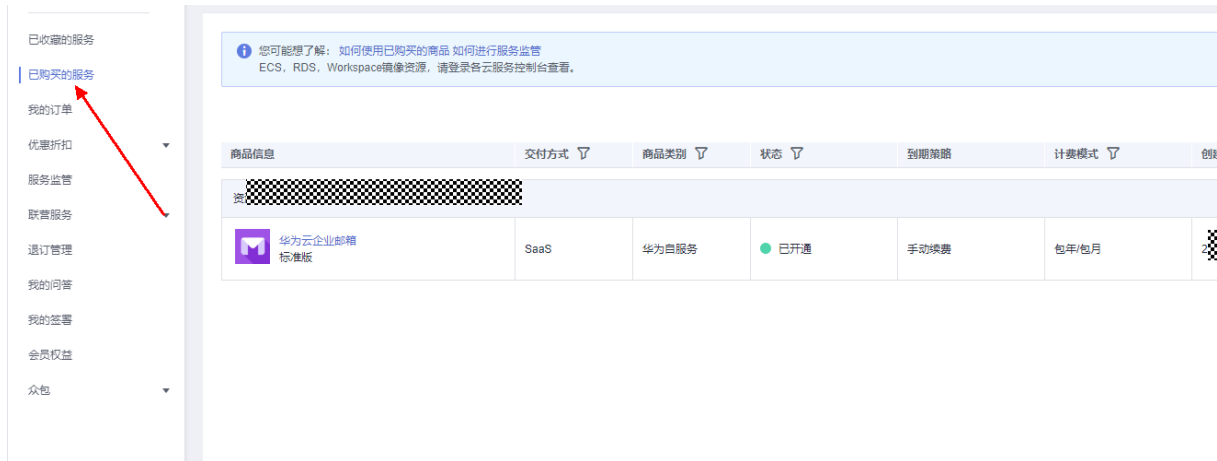 已收藏的服务
已购买的服务
我的订单
优惠折扣
服务监管
联营服务
退订管理
我的问答
我的签署
会员权益
众包
您可能想了解： 如何使用已购买的商品 如何进行服务监管
ECS，RDS，Workspace镜像资源，请登录各云服务控制台查看。
商品信息 交付方式 商品类别 状态 到期策略 计费模式 创建
资
华为云企业邮箱
标准版
SaaS 华为自服务 已开通 手动续费 包年/包月 2